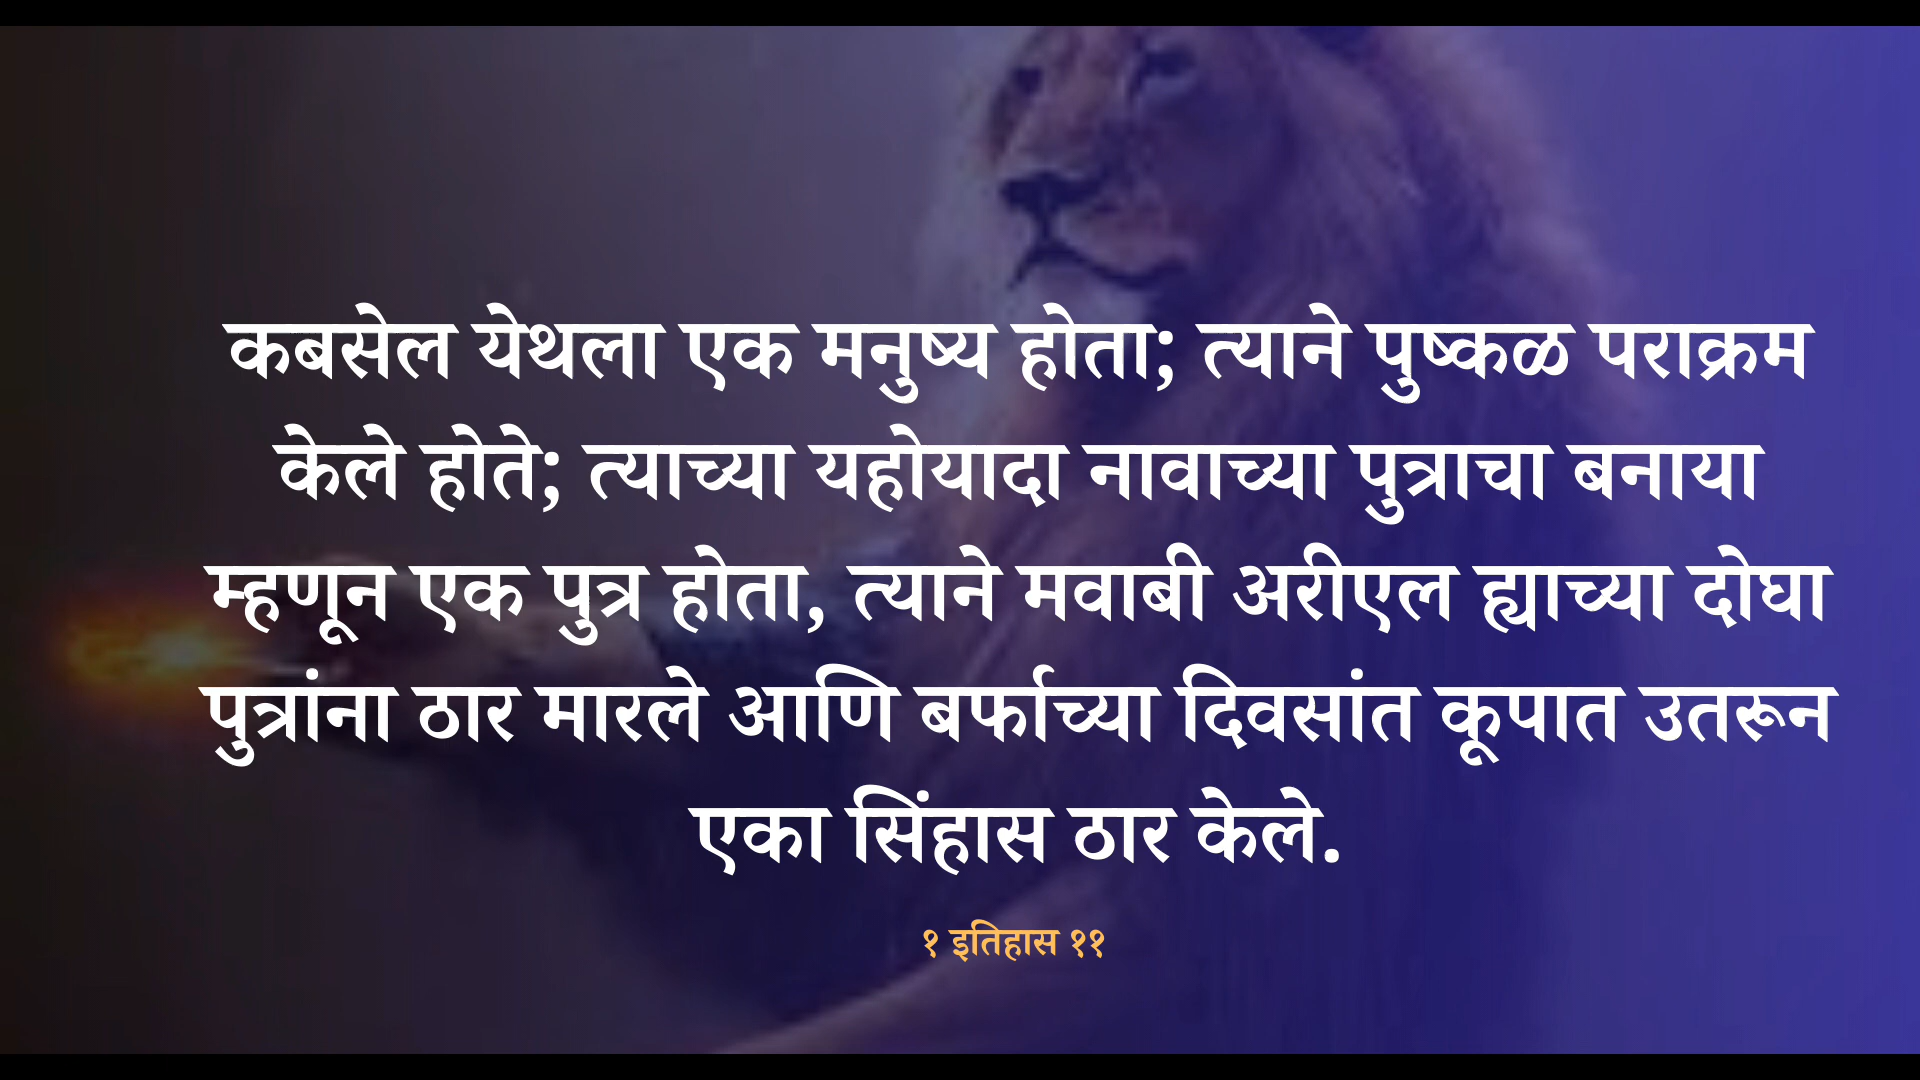 कबसेल येथला एक मनुष्य होता; त्याने पुष्कळ पराक्रम
केले होते; त्याच्या यहोयादा नावाच्या पुत्राचा बनाया
म्हणून एक पुत्र होता, त्याने मवाबी अरीएल ह्याच्या दोघा
पुत्रांना ठार मारले आणि बर्फाच्या दिवसांत कूपात उतरून
एका सिंहास ठार केले.
१ इतिहास ११